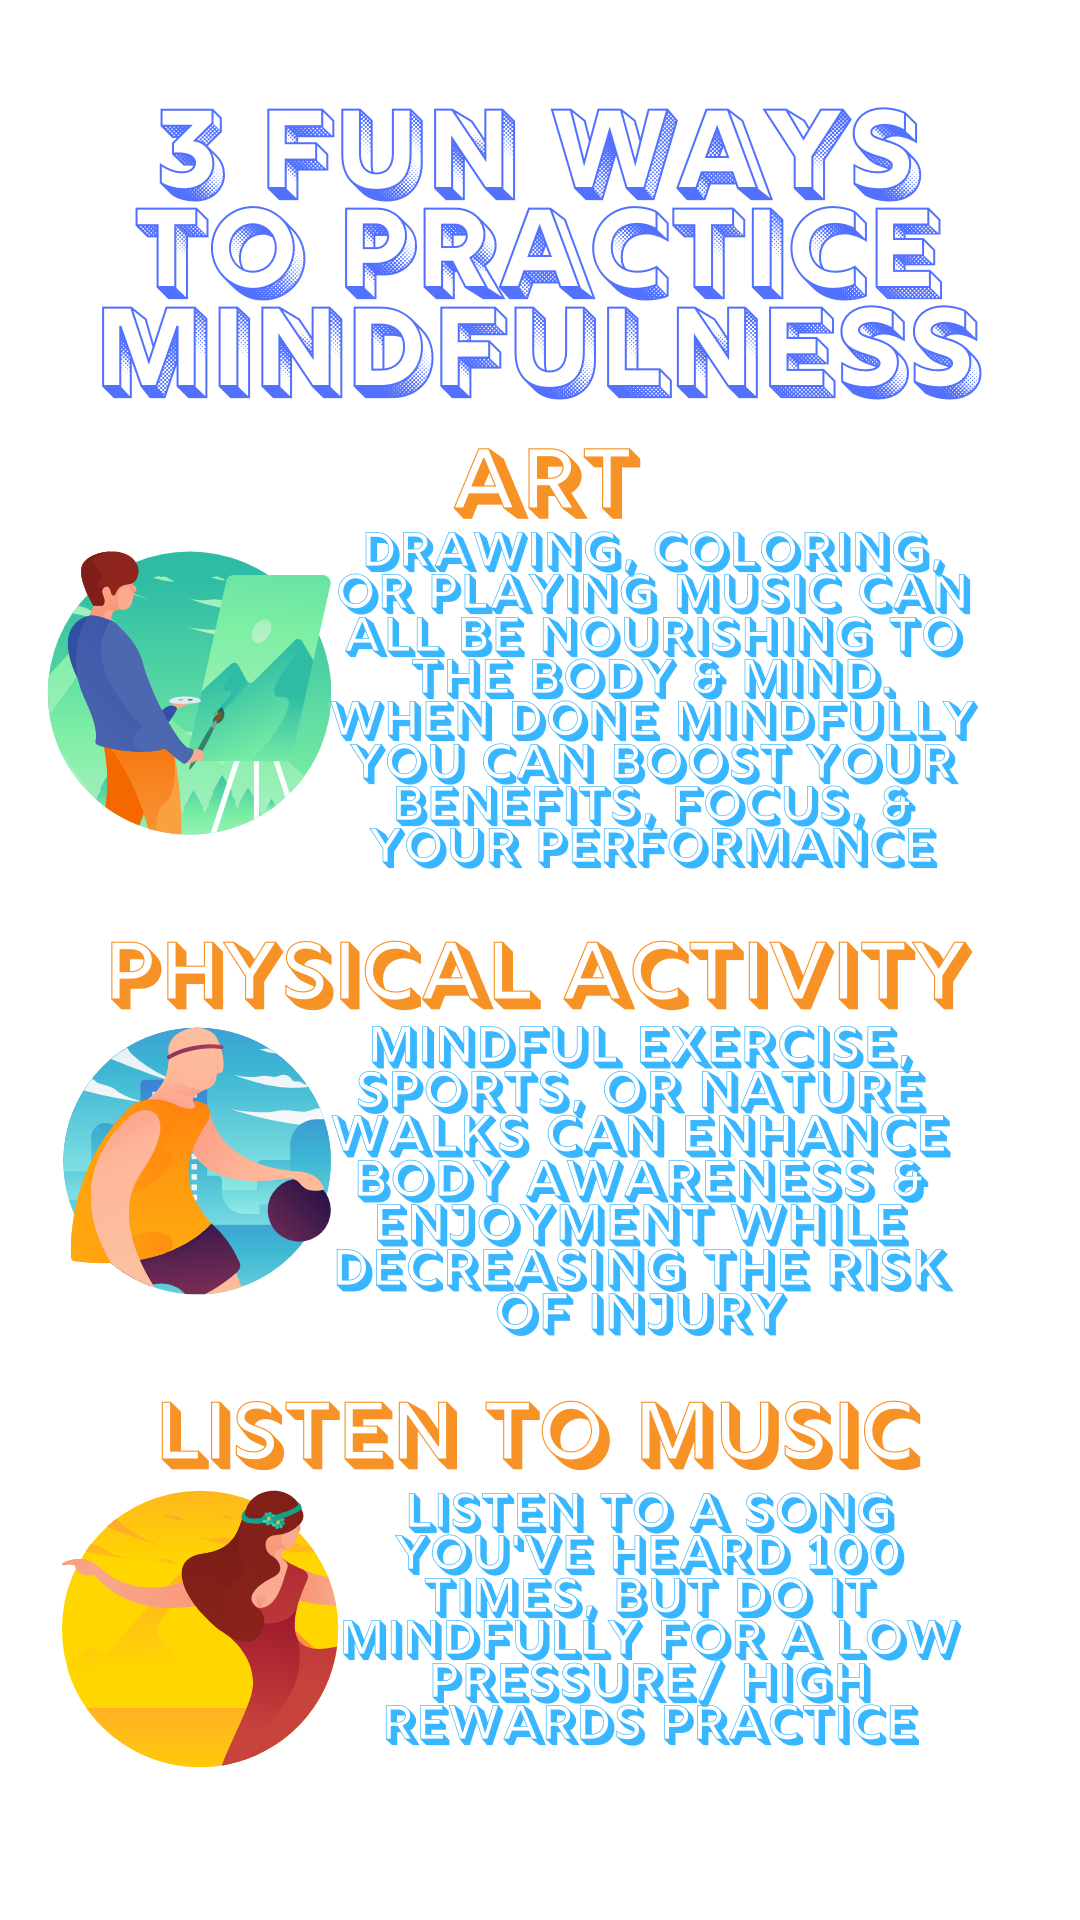 3 FUN WAYS
TO PRACTICE
MINDFULNESS
ART
DRAWING, COLORING,
OR PLAYING MUSIC CAN
ALL BE NOURISHING TO
THE BODY & MIND.
WHEN DONE MINDFULLY
YOU CAN BOOST YOUR
BENEFITS, FOCUS, &
YOUR PERFORMANCE
PHYSICAL ACTIVITY
MINDFUL EXERCISE,
SPORTS, OR NATURE
WALKS CAN ENHANCE
BODY AWARENESS &
ENJOYMENT WHILE
DECREASING THE RISK
OF INJURY
LISTEN TO MUSIC
LISTEN TO A SONG
YOU'VE HEARD 100
TIMES, BUT DO IT
MINDFULLY FOR A LOW
PRESSURE/ HIGH
REWARDS PRACTICE